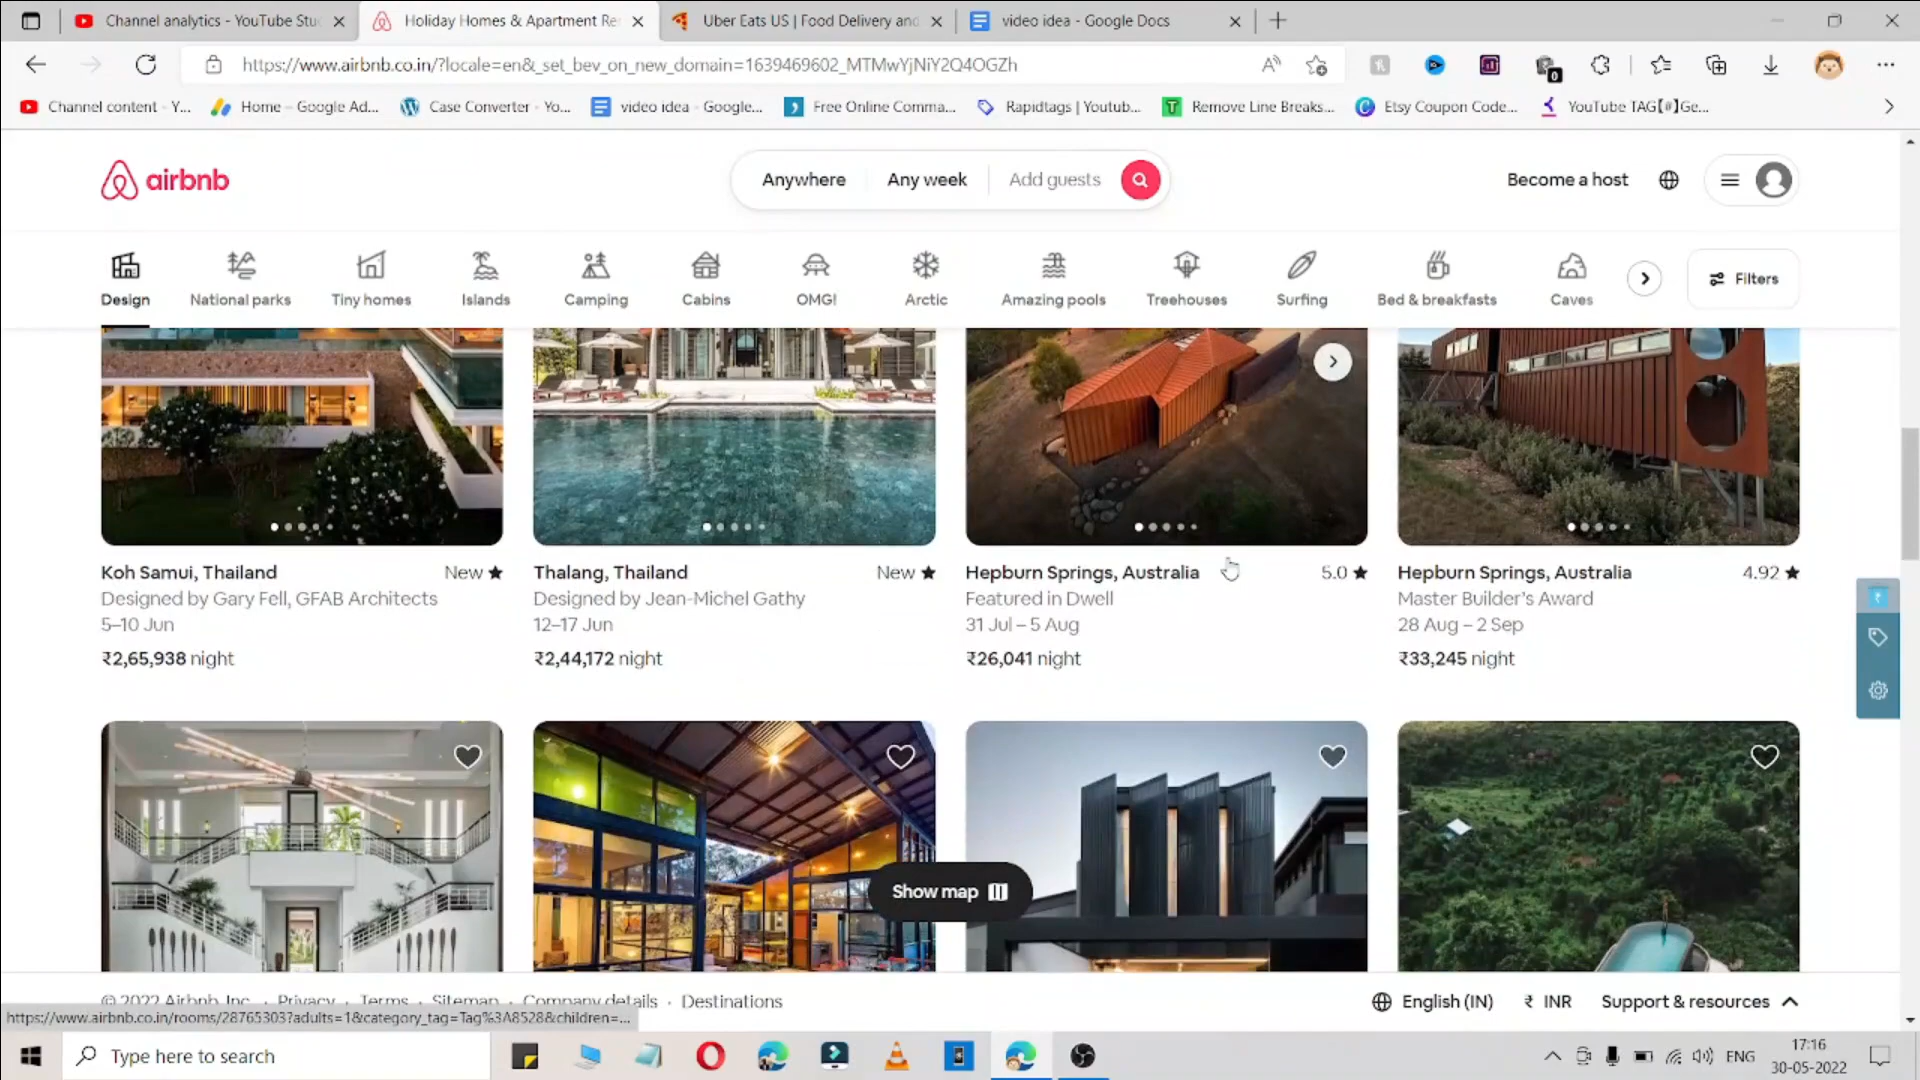 Channel analytics - YouTube Stu
Holiday Homes & Apartment Re
Uber Eats US | Food Delivery and
video idea - Google Docs
https://www.airbnb.co.in/?locale=en&_set_bev_on_new_domain=1639469602_MTMwYjNiY2Q4OGZh
0
Channel content - Y...
Home – Google Ad...
Case Converter - Yo...
video idea - Google...
Free Online Comma...
Rapidtags | Youtub...
Remove Line Breaks...
Etsy Coupon Code...
YouTube TAG【#】Ge...
airbnb
Anywhere
Any week
Add guests
Become a host
Design
National parks
Tiny homes
Islands
Camping
Cabins
OMG!
Arctic
Amazing pools
Treehouses
Surfing
Bed & breakfasts
Caves
Filters
Koh Samui, Thailand
New ★
Designed by Gary Fell, GFAB Architects
5–10 Jun
₹2,65,938 night
Thalang, Thailand
New ★
Designed by Jean-Michel Gathy
12–17 Jun
₹2,44,172 night
Hepburn Springs, Australia
5.0 ★
Featured in Dwell
31 Jul – 5 Aug
₹26,041 night
Hepburn Springs, Australia
4.92 ★
Master Builder's Award
28 Aug – 2 Sep
₹33,245 night
Show map
© 2022 Airbnb, Inc. · Privacy · Terms · Sitemap · Company details · Destinations
English (IN)
₹ INR
Support & resources
https://www.airbnb.co.in/rooms/28765303?adults=1&category_tag=Tag%3A8528&children=...
Type here to search
ENG
17:16
30-05-2022